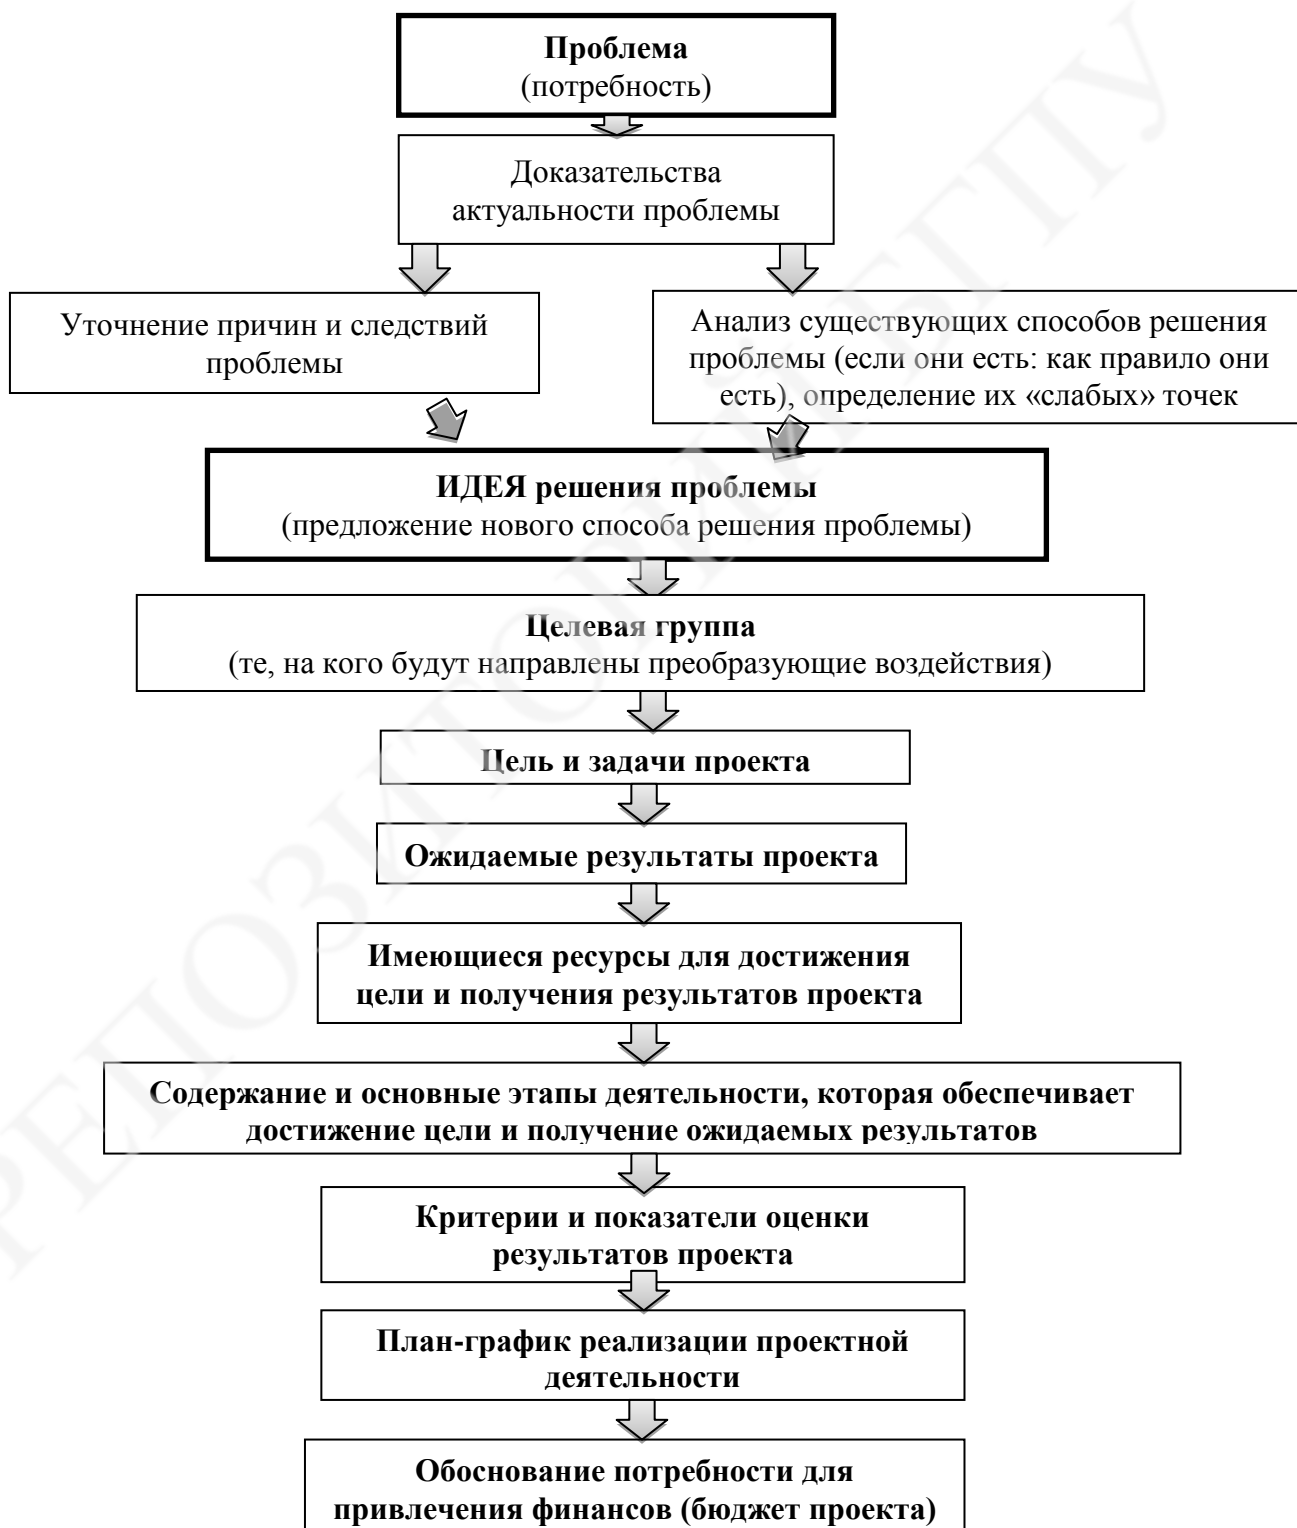 Проблема
(потребность)
Доказательства
актуальности проблемы
Уточнение причин и следствий
проблемы
Анализ существующих способов решения
проблемы (если они есть: как правило они
есть), определение их «слабых» точек
ИДЕЯ решения проблемы
(предложение нового способа решения проблемы)
Целевая группа
(те, на кого будут направлены преобразующие воздействия)
Цель и задачи проекта
Ожидаемые результаты проекта
Имеющиеся ресурсы для достижения
цели и получения результатов проекта
Содержание и основные этапы деятельности, которая обеспечивает
достижение цели и получение ожидаемых результатов
Критерии и показатели оценки
результатов проекта
План-график реализации проектной
деятельности
Обоснование потребности для
привлечения финансов (бюджет проекта)
РЕПОЗИТОРИЙ БГПУ